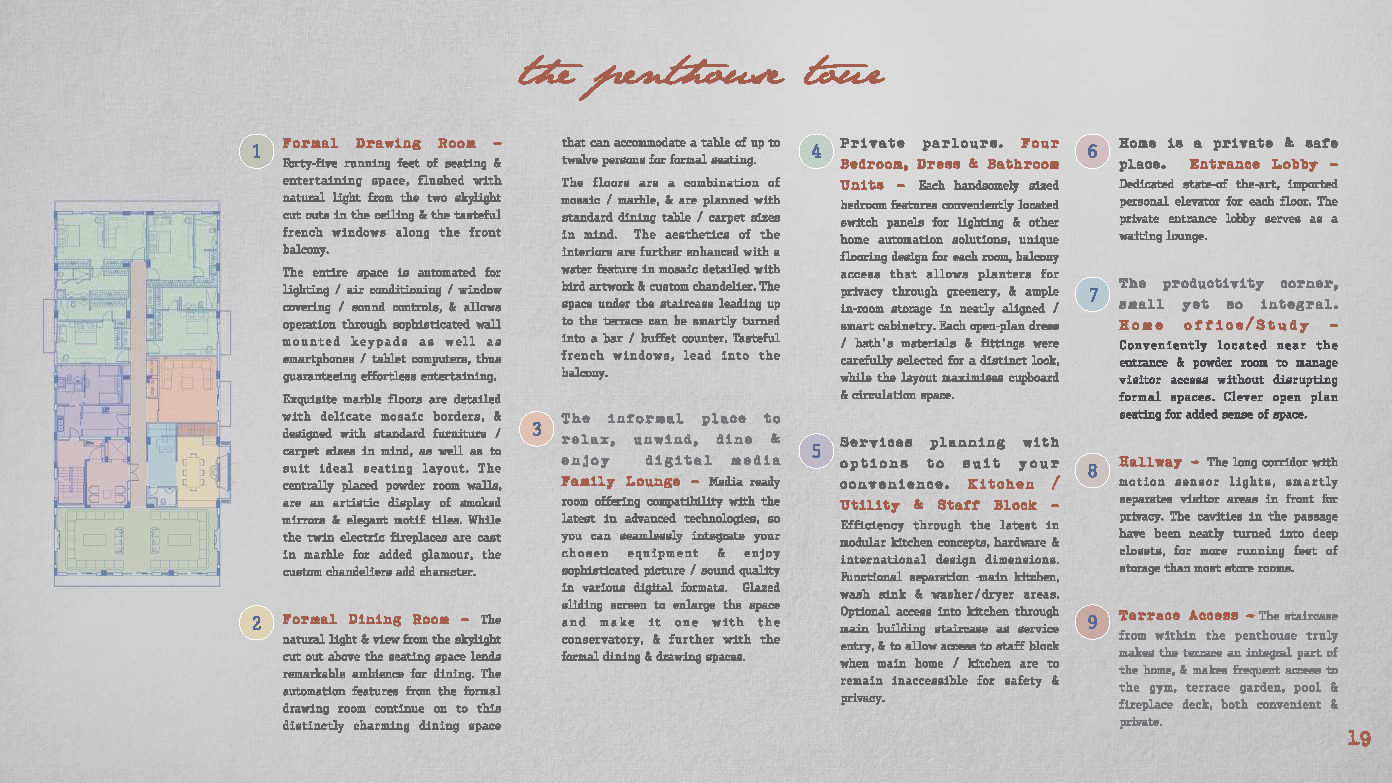 the penthouse tour
1
Formal Drawing Room -
Forty-five running feet of seating &
entertaining space, flushed with
natural light from the two skylight
cut outs in the ceiling & the tasteful
french windows along the front
balcony.
The entire space is automated for
lighting / air conditioning / window
covering / sound controls, & allows
operation through sophisticated wall
mounted keypads as well as
smartphones / tablet computers, thus
guaranteeing effortless entertaining.
Exquisite marble floors are detailed
with delicate mosaic borders, &
designed with standard furniture /
carpet sizes in mind, as well as to
suit ideal seating layout. The
centrally placed powder room walls,
are an artistic display of smoked
mirrors & elegant motif tiles. While
the twin electric fireplaces are cast
in marble for added glamour, the
custom chandeliers add character.
2
Formal Dining Room - The
natural light & view from the skylight
cut out above the seating space lends
remarkable ambience for dining. The
automation features from the formal
drawing room continue on to this
distinctly charming dining space
that can accommodate a table of up to
twelve persons for formal seating.
The floors are a combination of
mosaic / marble, & are planned with
standard dining table / carpet sizes
in mind. The aesthetics of the
interiors are further enhanced with a
water feature in mosaic detailed with
bird artwork & custom chandelier. The
space under the staircase leading up
to the terrace can be smartly turned
into a bar / buffet counter. Tasteful
french windows, lead into the
balcony.
3
The informal place to
relax, unwind, dine &
enjoy digital media
Family Lounge - Media ready
room offering compatibility with the
latest in advanced technologies, so
you can seamlessly integrate your
chosen equipment & enjoy
sophisticated picture / sound quality
in various digital formats. Glazed
sliding screen to enlarge the space
and make it one with the
conservatory, & further with the
formal dining & drawing spaces.
4
Private parlours. Four
Bedroom, Dress & Bathroom
Units - Each handsomely sized
bedroom features conveniently located
switch panels for lighting & other
home automation solutions, unique
flooring design for each room, balcony
access that allows planters for
privacy through greenery, & ample
in-room storage in neatly aligned /
smart cabinetry. Each open-plan dress
/ bath's materials & fittings were
carefully selected for a distinct look,
while the layout maximises cupboard
& circulation space.
5
Services planning with
options to suit your
convenience. Kitchen /
Utility & Staff Block -
Efficiency through the latest in
modular kitchen concepts, hardware &
international design dimensions.
Functional separation -main kitchen,
wash sink & washer/dryer areas.
Optional access into kitchen through
main building staircase as service
entry, & to allow access to staff block
when main home / kitchen are to
remain inaccessible for safety &
privacy.
6
Home is a private & safe
place. Entrance Lobby -
Dedicated state-of the-art, imported
personal elevator for each floor. The
private entrance lobby serves as a
waiting lounge.
7
The productivity corner,
small yet so integral.
Home office/Study -
Conveniently located near the
entrance & powder room to manage
visitor access without disrupting
formal spaces. Clever open plan
seating for added sense of space.
8
Hallway - The long corridor with
motion sensor lights, smartly
separates visitor areas in front for
privacy. The cavities in the passage
have been neatly turned into deep
closets, for more running feet of
storage than most store rooms.
9
Terrace Access - The staircase
from within the penthouse truly
makes the terrace an integral part of
the home, & makes frequent access to
the gym, terrace garden, pool &
fireplace deck, both convenient &
private.
19